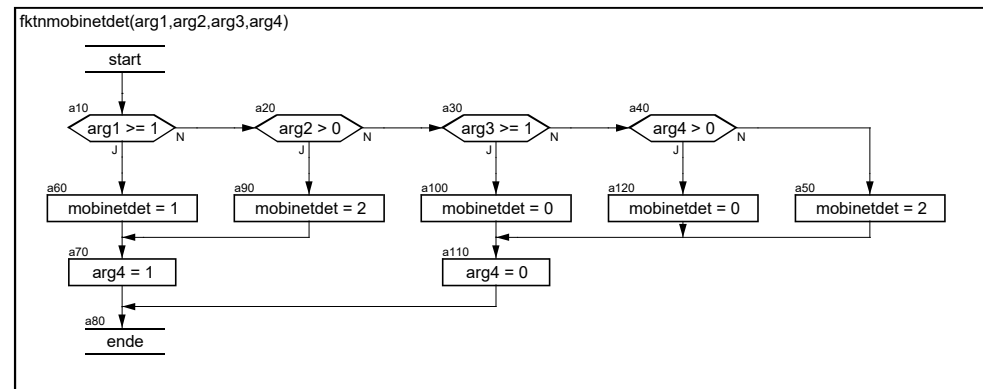 fktnmobinetdet(arg1,arg2,arg3,arg4)
start
a10
a20
a30
a40
arg1 >= 1
N
arg2 > 0
N
arg3 >= 1
N
arg4 > 0
N
J
J
J
J
a60
a90
a100
a120
a50
mobinetdet = 1
mobinetdet = 2
mobinetdet = 0
mobinetdet = 0
mobinetdet = 2
a70
a110
arg4 = 1
arg4 = 0
a80
ende